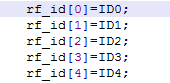 rf_id[0]=ID0;
rf_id[1]=ID1;
rf_id[2]=ID2;
rf_id[3]=ID3;
rf_id[4]=ID4;